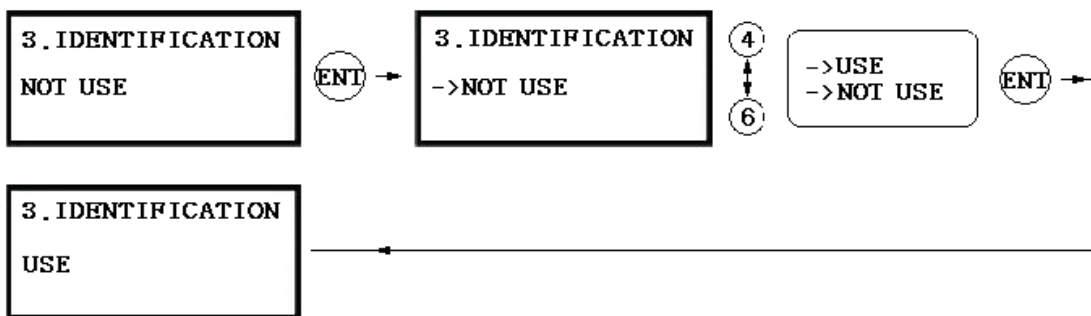 3.IDENTIFICATION
NOT USE
ENT
3.IDENTIFICATION
->NOT USE
4
6
->USE
->NOT USE
ENT
3.IDENTIFICATION
USE